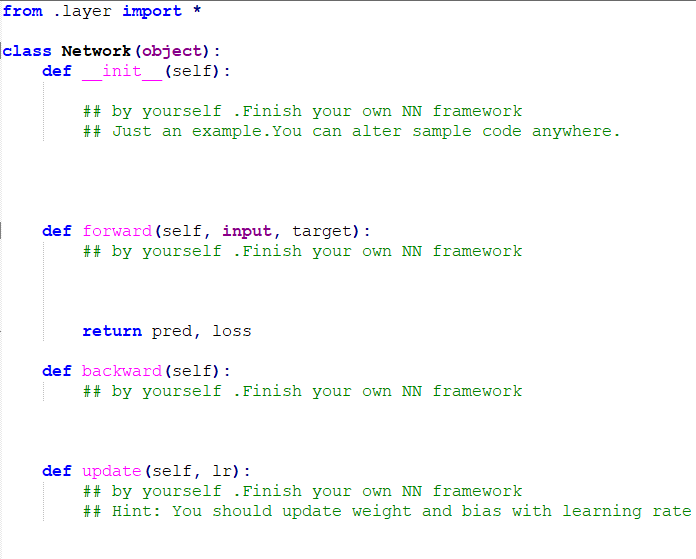 from .layer import *
class Network(object):
def __init__(self):
## by yourself .Finish your own NN framework
## Just an example.You can alter sample code anywhere.
def forward(self, input, target):
## by yourself .Finish your own NN framework
return pred, loss
def backward(self):
## by yourself .Finish your own NN framework
def update(self, lr):
## by yourself .Finish your own NN framework
## Hint: You should update weight and bias with learning rate